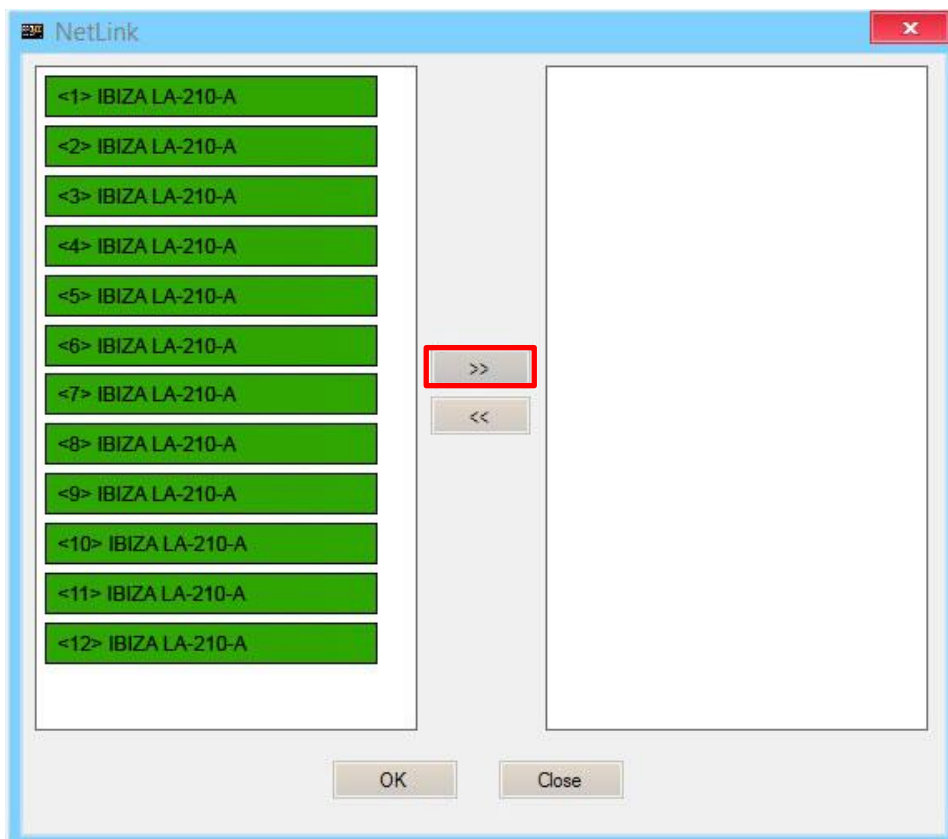 NetLink
x
<1> IBIZA LA-210-A
<2> IBIZA LA-210-A
<3> IBIZA LA-210-A
<4> IBIZA LA-210-A
<5> IBIZA LA-210-A
<6> IBIZA LA-210-A
<7> IBIZA LA-210-A
<8> IBIZA LA-210-A
<9> IBIZA LA-210-A
<10> IBIZA LA-210-A
<11> IBIZA LA-210-A
<12> IBIZA LA-210-A
>>
<<
OK
Close